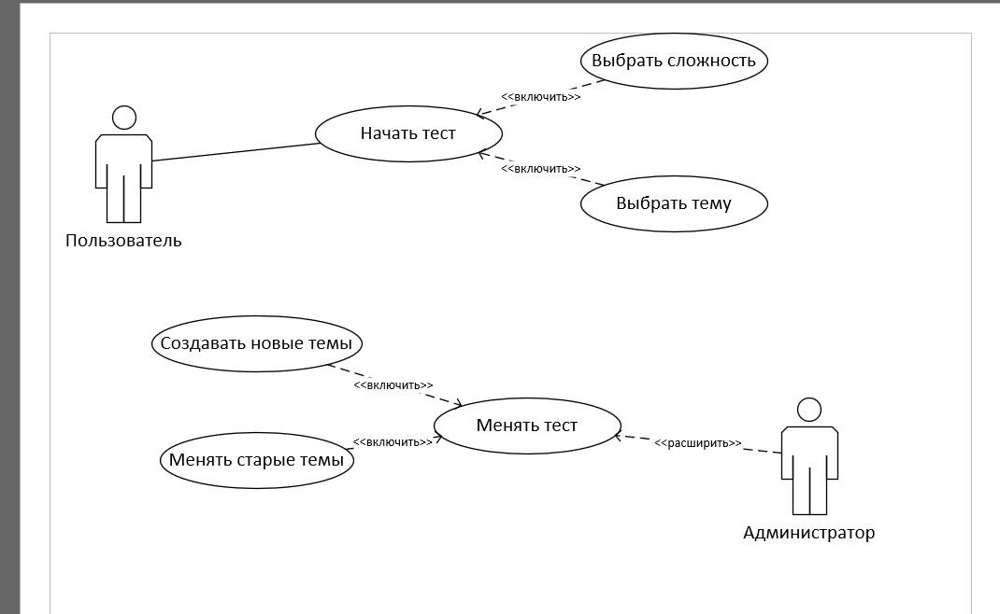 Выбрать сложность
<<включить>>
Начать тест
<<включить>>
Выбрать тему
Пользователь
Создавать новые темы
<<включить>>
Менять тест
<<включить>>
<<расширить>>
Менять старые темы
Администратор